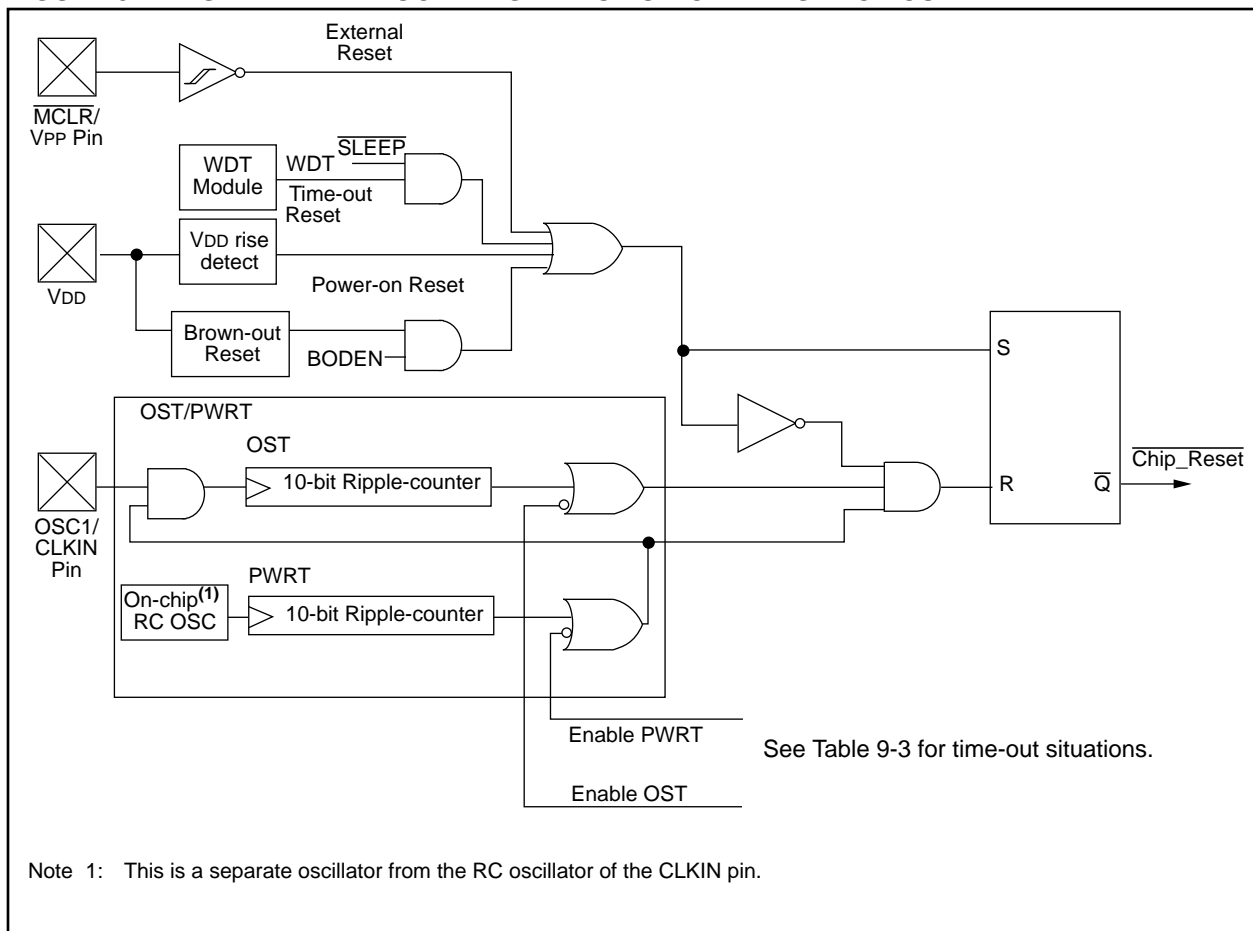 External
Reset
MCLR/
VPP Pin
SLEEP
WDT
Module
WDT
Time-out
Reset
VDD rise
detect
VDD
Power-on Reset
Brown-out
Reset
BODEN
S
OST/PWRT
OST
10-bit Ripple-counter
Chip_Reset
R
Q
OSC1/
CLKIN
Pin
PWRT
On-chip(1)
RC OSC
10-bit Ripple-counter
Enable PWRT
See Table 9-3 for time-out situations.
Enable OST
Note 1: This is a separate oscillator from the RC oscillator of the CLKIN pin.